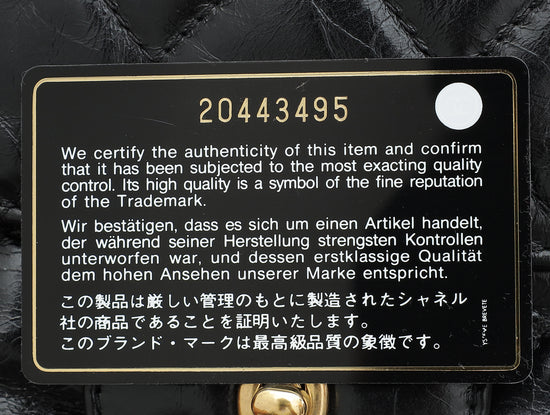 20443495
We certify the authenticity of this item and confirm
that it has been subjected to the most exacting quality
control. Its high quality is a symbol of the fine reputation
of the Trademark.
Wir bestätigen, dass es sich um einen Artikel handelt,
der während seiner Herstellung strengsten Kontrollen
unterworfen war, und dessen erstklassige Qualität
dem hohen Ansehen unserer Marke entspricht.
この製品は厳しい管理のもとに製造されたシャネル
社の商品であることを証明いたします。
このブランド・マークは最高級品質の象徴です。
BREVETE